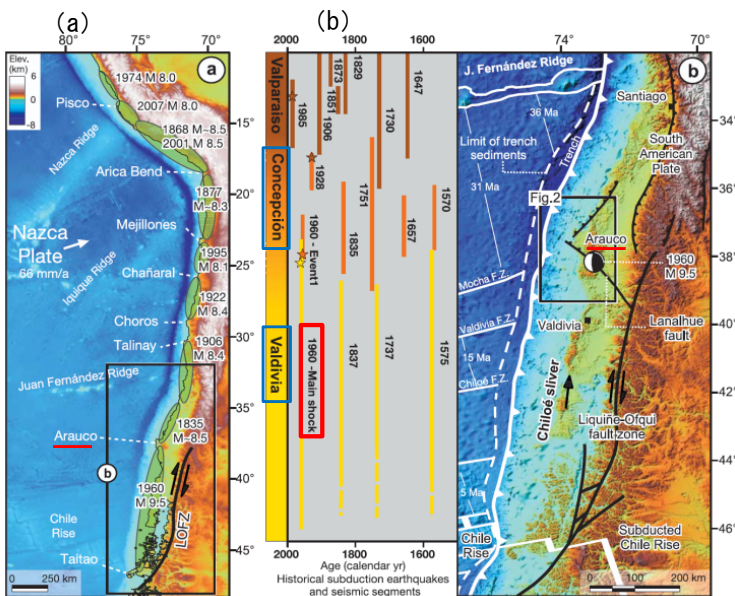 (a)
(b)
80°
75°
70°
Elev.
(km)
6
0
-8
a
1974 M 8.0
Pisco
2007 M 8.0
15°
1868 M~8.5
2001 M 8.5
Nazca Ridge
Arica Bend
20°
1877
M~8.3
Mejillones
Nazca
Plate
66 mm/a
1995
M 8.1
Iquique Ridge
25°
Chañaral
1922
M 8.4
Choros
30°
Talinay
1906
M 8.4
Juan Fernández Ridge
35°
1835
M~8.5
Arauco
b
40°
1960
M 9.5
LOFZ
Chile
Rise
45°
Taitao
0 250 km
2000
1800
1600
Valparaiso
Concepción
Valdivia
1985
1906
1851
1873
1829
1730
1647
1928
1751
1657
1570
1960 - Event1
1835
1960 -Main shock
1837
1737
1575
2000
1800
1600
Age (calendar yr)
Historical subduction earthquakes
and seismic segments
74°
70°
b
J. Fernández Ridge
34°
Santiago
36 Ma
Limit of trench
sediments
Trench
South
American
Plate
31 Ma
36°
Fig.2
Arauco
38°
1960
M 9.5
Mocha F.Z.
Valdivia F.Z.
Valdivia
40°
Lanalhue
fault
15 Ma
Chiloé F.Z.
Chiloé sliver
42°
Liquiñe-Ofqui
fault zone
44°
5 Ma
Chile
Rise
Subducted
Chile Rise
46°
0 100 200 km